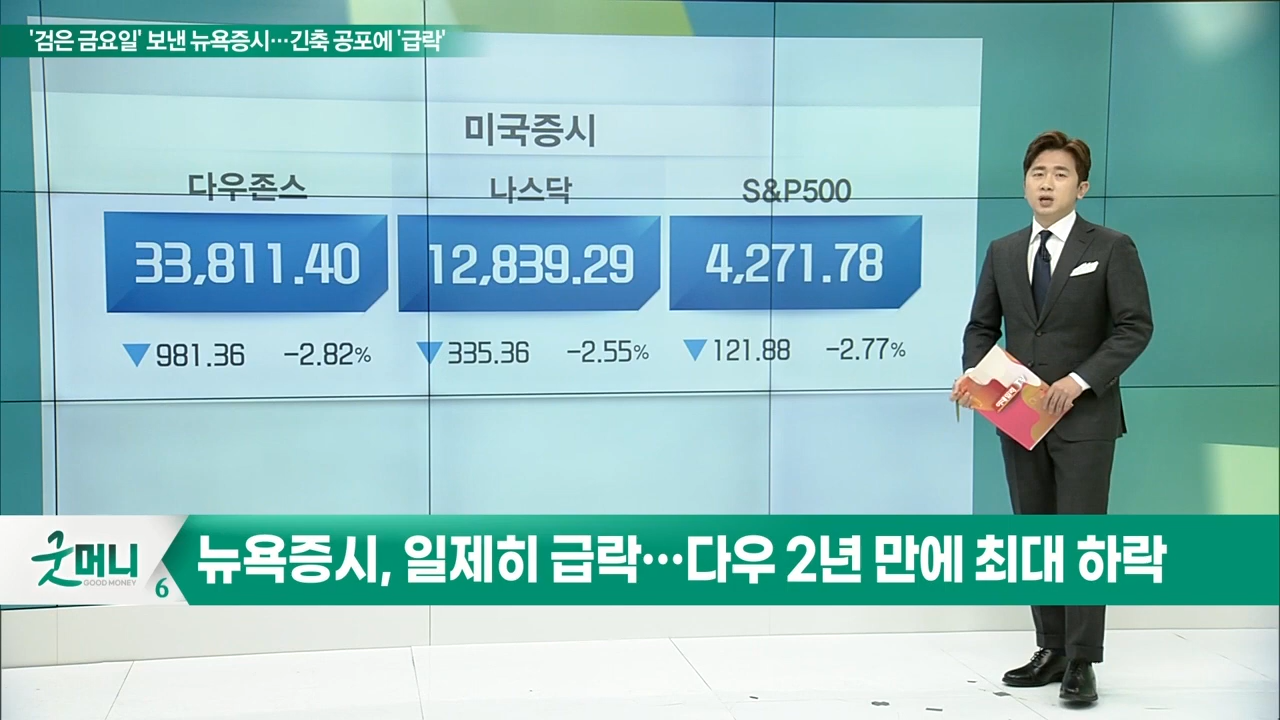 '검은 금요일' 보낸 뉴욕증시…긴축 공포에 '급락'
미국증시
다우존스 나스닥 S&P500
33,811.40 12,839.29 4,271.78
▼981.36 -2.82% ▼335.36 -2.55% ▼121.88 -2.77%
굿머니
GOOD MONEY
6
뉴욕증시, 일제히 급락…다우 2년 만에 최대 하락